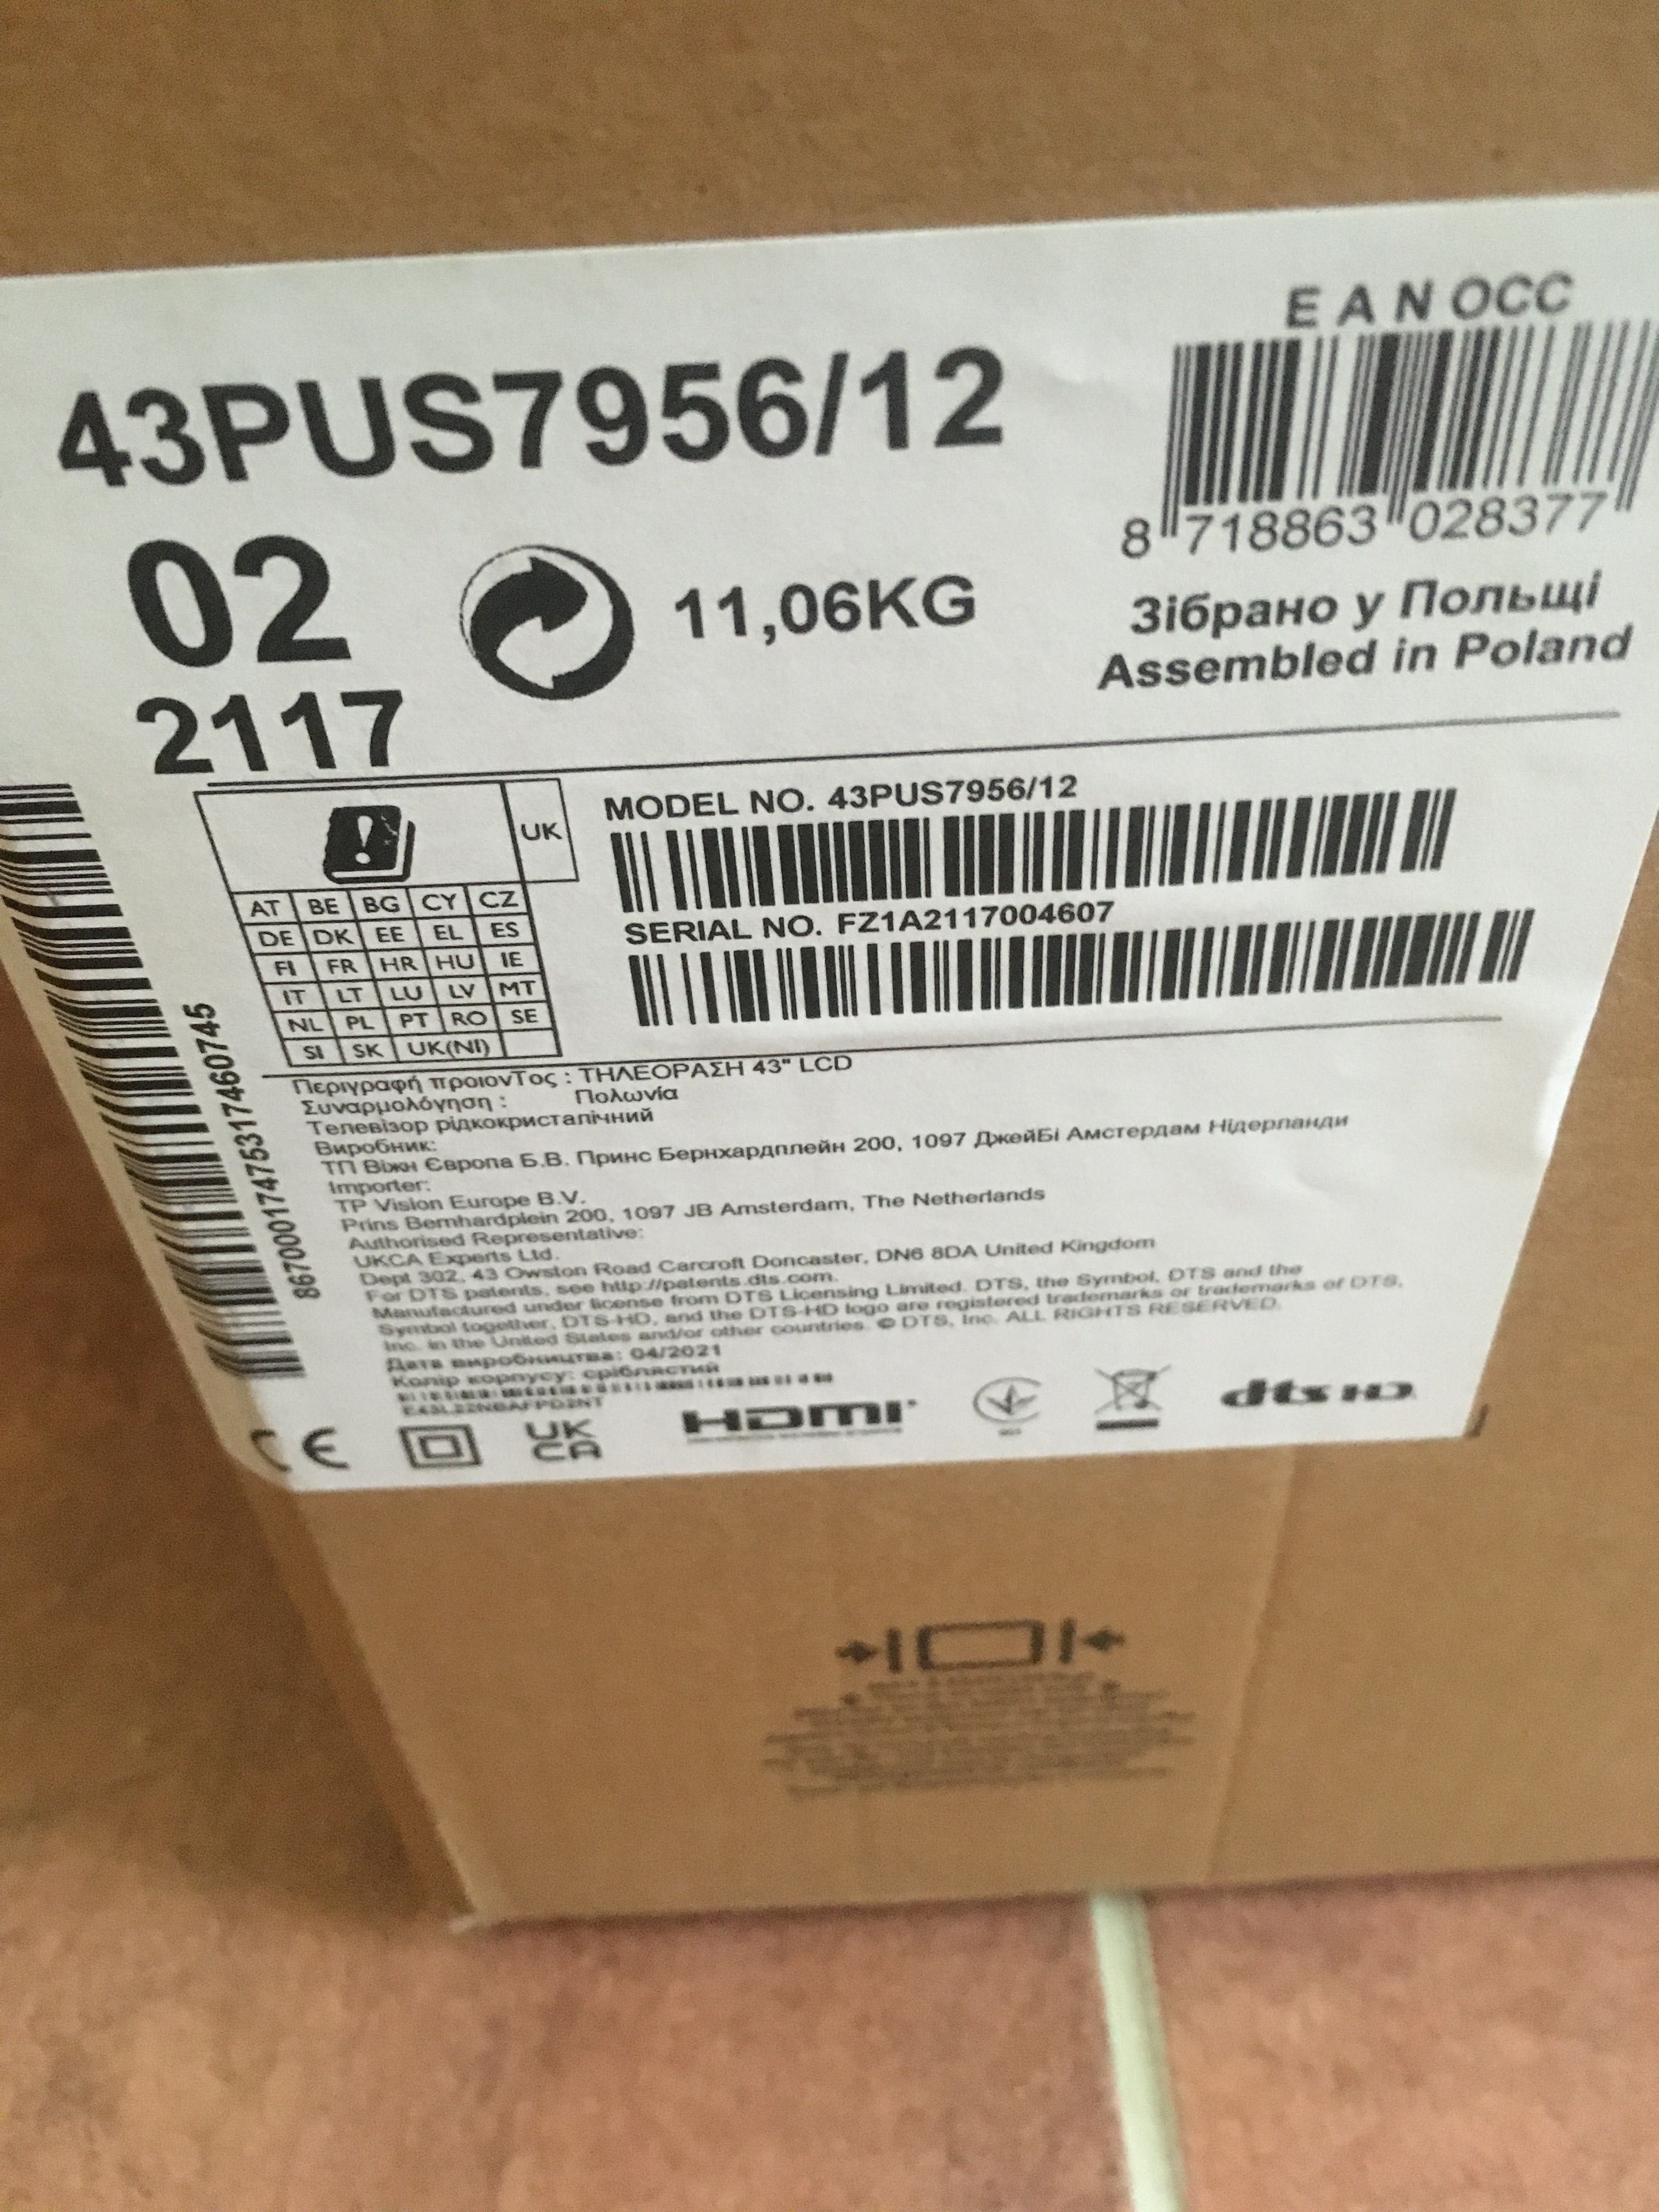 E A N OCC
43PUS7956/12
8 718863 028377
02
11,06KG
Зібрано у Польщі
Assembled in Poland
2117
UK
MODEL NO. 43PUS7956/12
AT BE BG CY CZ
DE DK EE EL ES
SERIAL NO. FZ1A2117004607
FI FR HR HU IE
IT LT LU LV MT
NL PL PT RO SE
SI SK UK(NI)
86700017475317460745
Περιγραφή προιονΤος : ΤΗΛΕΟΡΑΣΗ 43" LCD
Συναρμολόγηση : Πολωνία
Телевізор рідкокристалічний
Виробник:
ТП Віжн Європа Б.В. Принс Бернхардплейн 200, 1097 ДжейБі Амстердам Нідерланди
Importer:
TP Vision Europe B.V.
Prins Bernhardplein 200, 1097 JB Amsterdam, The Netherlands
Authorised Representative:
UKCA Experts Ltd.
Dept 302, 43 Owston Road Carcroft Doncaster, DN6 8DA United Kingdom
For DTS patents, see http://patents.dts.com.
Manufactured under license from DTS Licensing Limited. DTS, the Symbol, DTS and the
Symbol together, DTS-HD, and the DTS-HD logo are registered trademarks or trademarks of DTS,
Inc. in the United States and/or other countries. © DTS, Inc. ALL RIGHTS RESERVED.
Дата виробництва: 04/2021
Колір корпусу: сріблястий
CE UK CA HDMI dts HD